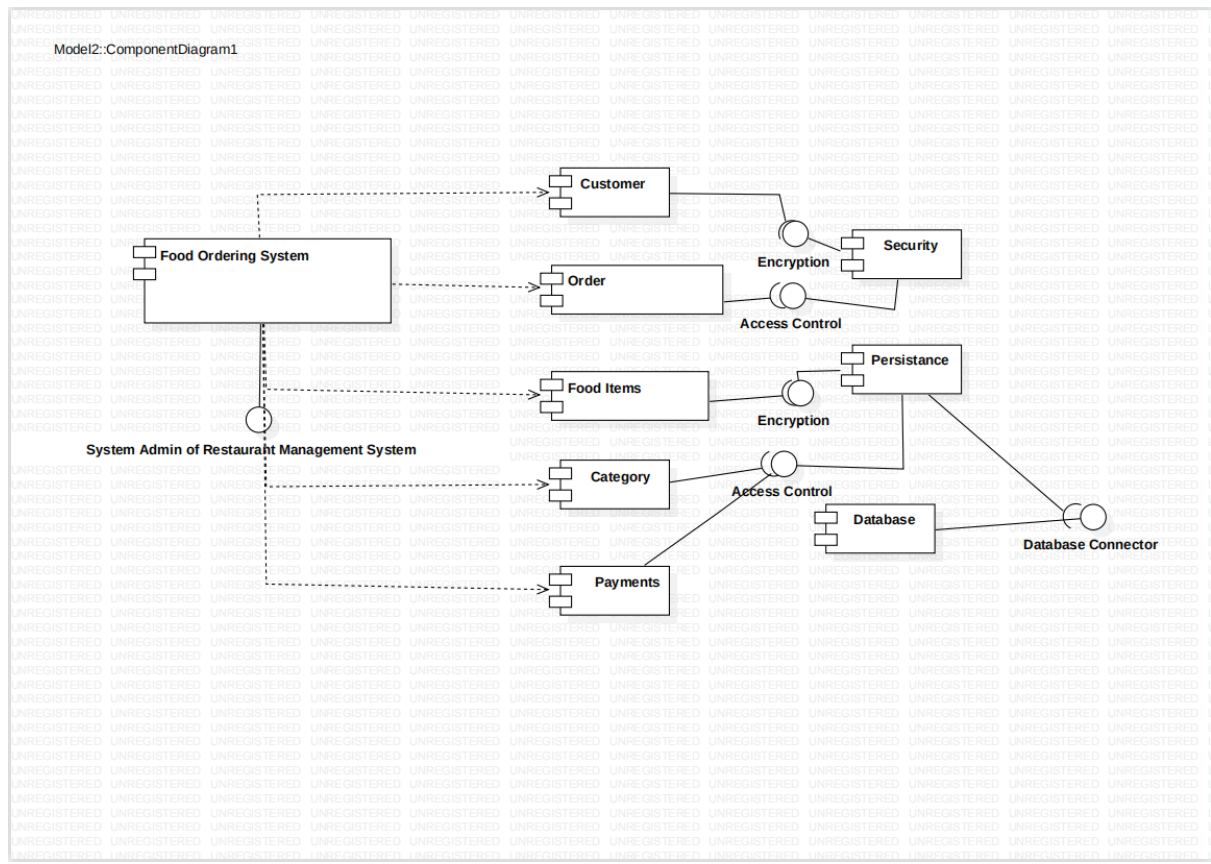 Model2::ComponentDiagram1
Customer
Food Ordering System
Security
Encryption
Order
Access Control
Persistance
Food Items
Encryption
System Admin of Restaurant Management System
Category
Access Control
Database
Database Connector
Payments
UNREGISTERED